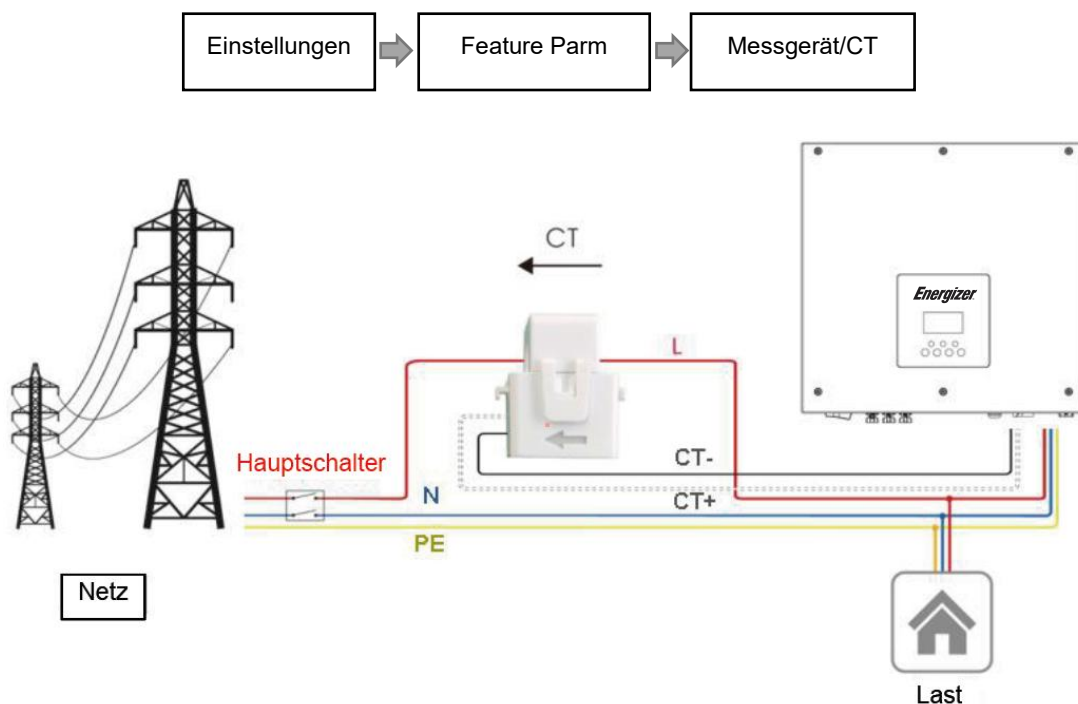 Einstellungen
Feature Parm
Messgerät/CT
CT
Energizer
L
CT-
Hauptschalter
N
CT+
PE
Netz
Last